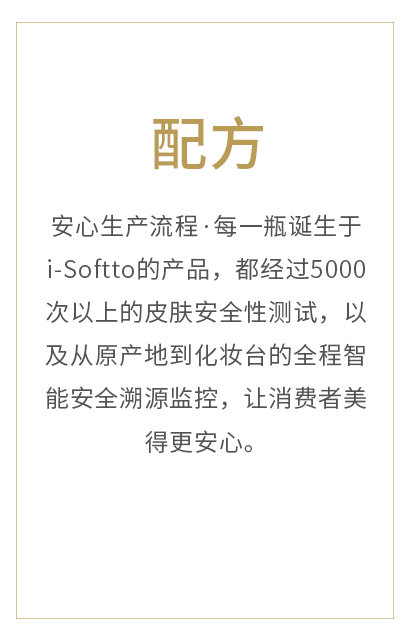 配方
安心生产流程·每一瓶诞生于
i-Softto的产品，都经过5000
次以上的皮肤安全性测试，以
及从原产地到化妆台的全程智
能安全溯源监控，让消费者美
得更安心。